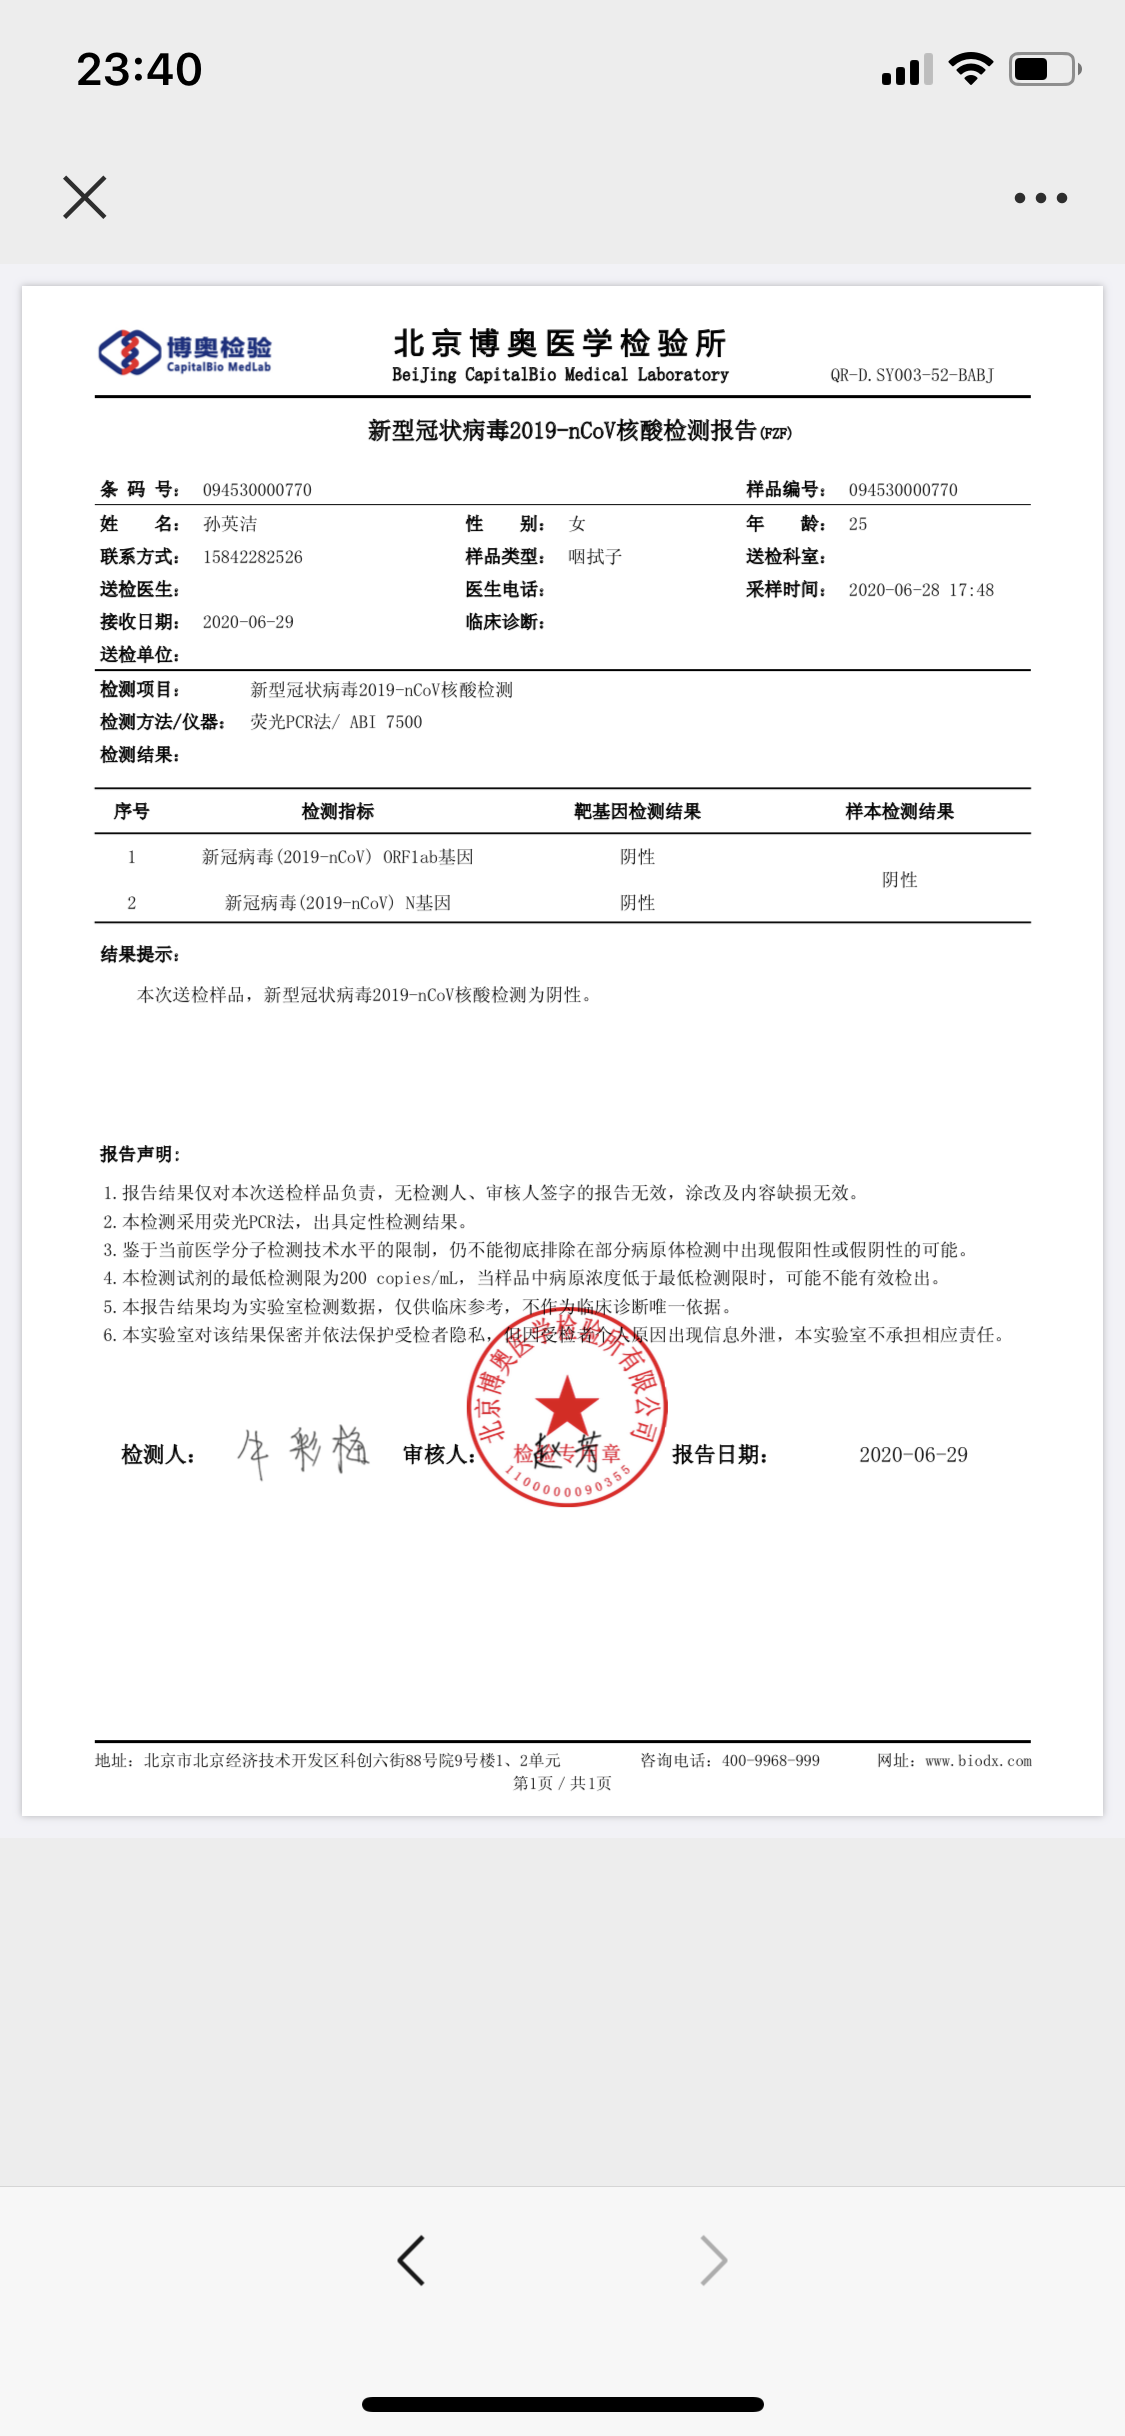 23:40
博奥检验
CapitalBio MedLab
北京博奥医学检验所
BeiJing CapitalBio Medical Laboratory
QR-D.SY003-52-BABJ
新型冠状病毒2019-nCoV核酸检测报告(FZF)
条 码 号： 094530000770 样品编号： 094530000770
姓 名： 孙英洁 性 别： 女 年 龄： 25
联系方式： 15842282526 样品类型： 咽拭子 送检科室：
送检医生： 医生电话： 采样时间： 2020-06-28 17:48
接收日期： 2020-06-29 临床诊断：
送检单位：
检测项目： 新型冠状病毒2019-nCoV核酸检测
检测方法/仪器： 荧光PCR法/ ABI 7500
检测结果：
序号 检测指标 靶基因检测结果 样本检测结果
1 新冠病毒(2019-nCoV) ORF1ab基因 阴性
阴性
2 新冠病毒(2019-nCoV) N基因 阴性
结果提示：
本次送检样品，新型冠状病毒2019-nCoV核酸检测为阴性。
报告声明：
1.报告结果仅对本次送检样品负责，无检测人、审核人签字的报告无效，涂改及内容缺损无效。
2.本检测采用荧光PCR法，出具定性检测结果。
3.鉴于当前医学分子检测技术水平的限制，仍不能彻底排除在部分病原体检测中出现假阳性或假阴性的可能。
4.本检测试剂的最低检测限为200 copies/mL，当样品中病原浓度低于最低检测限时，可能不能有效检出。
5.本报告结果均为实验室检测数据，仅供临床参考，不作为临床诊断唯一依据。
6.本实验室对该结果保密并依法保护受检者隐私，但因受检者个人原因出现信息外泄，本实验室不承担相应责任。
北京博奥医学检验所有限公司
检测人： 牛彩梅 审核人： 赵芳 报告日期： 2020-06-29
检验专用章
1100000090355
地址：北京市北京经济技术开发区科创六街88号院9号楼1、2单元 咨询电话：400-9968-999 网址：www.biodx.com
第1页 / 共1页